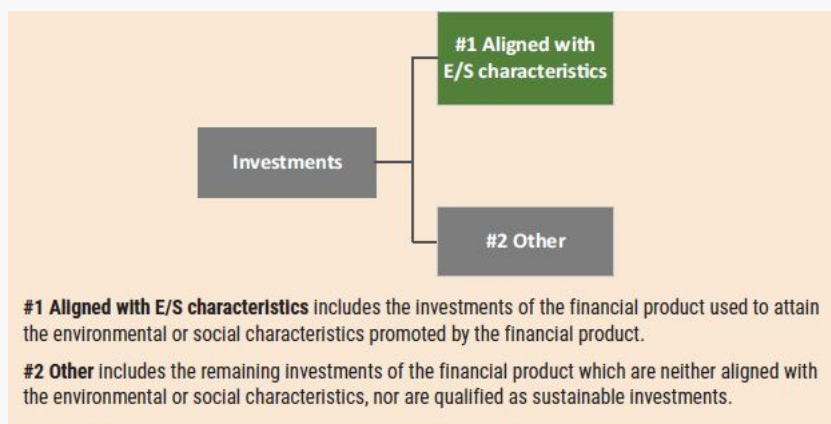 #1 Aligned with
E/S characteristics
Investments
#2 Other
#1 Aligned with E/S characteristics includes the investments of the financial product used to attain
the environmental or social characteristics promoted by the financial product.
#2 Other includes the remaining investments of the financial product which are neither aligned with
the environmental or social characteristics, nor are qualified as sustainable investments.